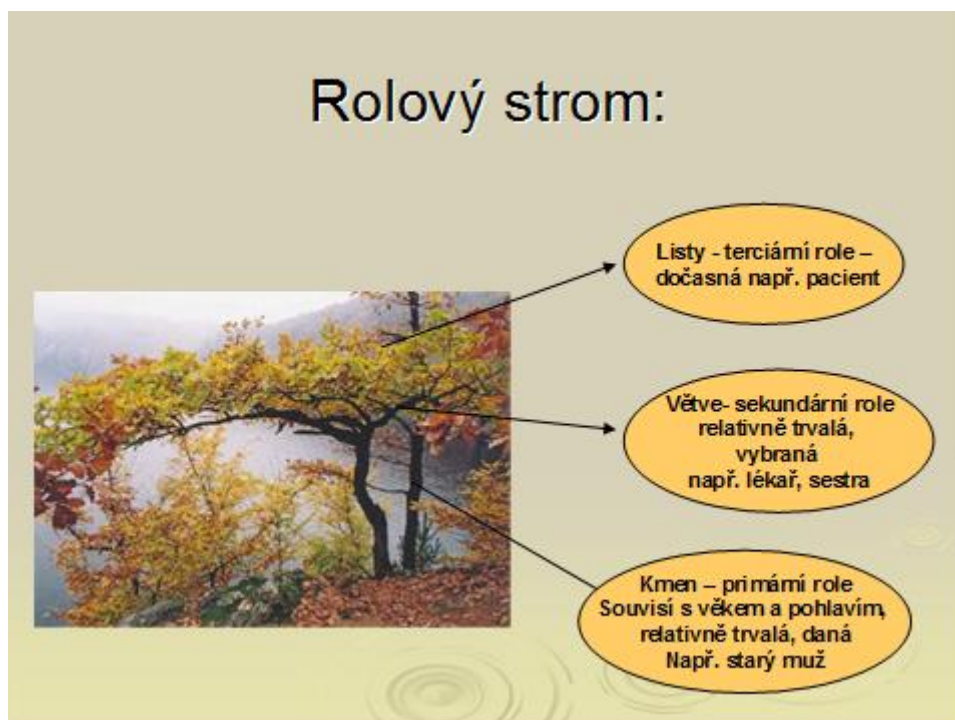 Rolový strom:
Listy - terciární role –
dočasná např. pacient
Větve- sekundární role
relativně trvalá,
vybraná
např. lékař, sestra
Kmen – primární role
Souvisí s věkem a pohlavím,
relativně trvalá, daná
Např. starý muž